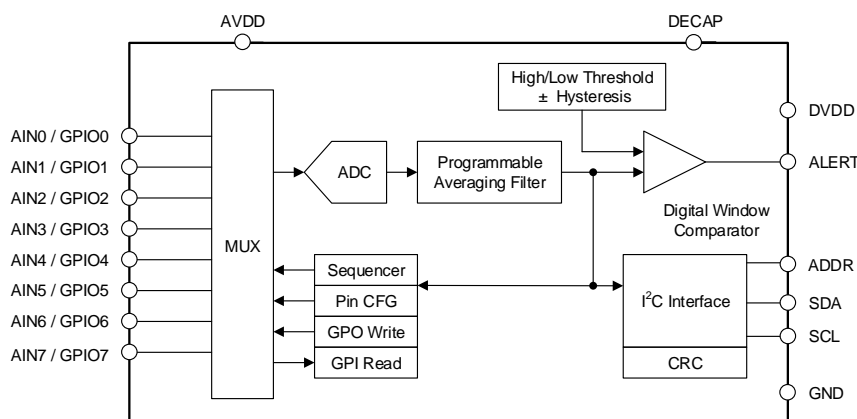 AVDD
DECAP
High/Low Threshold
± Hysteresis
DVDD
AIN0 / GPIO0
AIN1 / GPIO1
AIN2 / GPIO2
AIN3 / GPIO3
AIN4 / GPIO4
AIN5 / GPIO5
AIN6 / GPIO6
AIN7 / GPIO7
MUX
ADC
Programmable
Averaging Filter
ALERT
Digital Window
Comparator
Sequencer
Pin CFG
GPO Write
GPI Read
I²C Interface
CRC
ADDR
SDA
SCL
GND